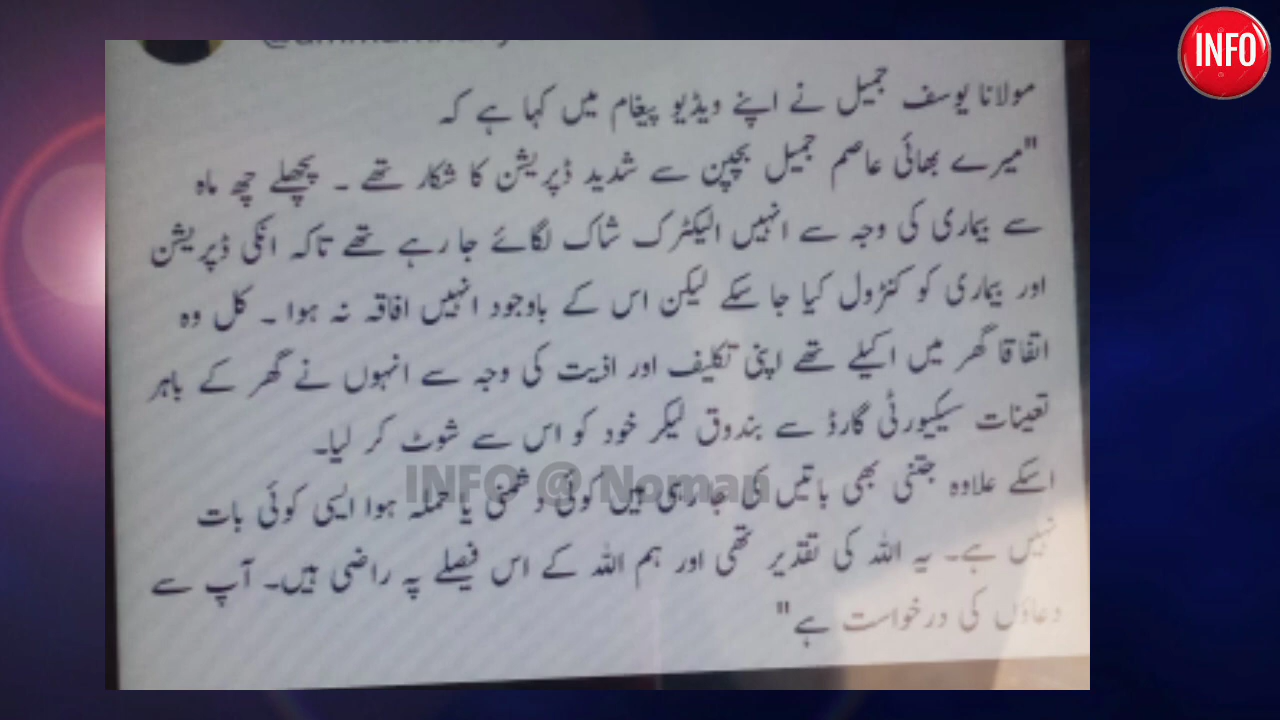 INFO
مولانا یوسف جمیل نے اپنے ویڈیو پیغام میں کہا ہے کہ
"میرے بھائی عاصم جمیل بچپن سے شدید ڈپریشن کا شکار تھے ۔ پچھلے چھ ماہ
سے بیماری کی وجہ سے انہیں الیکٹرک شاک لگائے جا رہے تھے تاکہ انکی ڈپریشن
اور بیماری کو کنٹرول کیا جا سکے لیکن اس کے باوجود انہیں افاقہ نہ ہوا ۔ کل وہ
اتفاقا گھر میں اکیلے تھے اپنی تکلیف اور اذیت کی وجہ سے انہوں نے گھر کے باہر
تعینات سیکیورٹی گارڈ سے بندوق لیکر خود کو اس سے شوٹ کر لیا۔
اسکے علاوہ جتنی بھی باتیں کی جارہی ہیں کوئی دشمنی یا حملہ ہوا ایسی کوئی بات
نہیں ہے۔ یہ اللہ کی تقدیر تھی اور ہم اللہ کے اس فیصلے پہ راضی ہیں۔ آپ سے
دعاؤں کی درخواست ہے"
INFO @ Noman